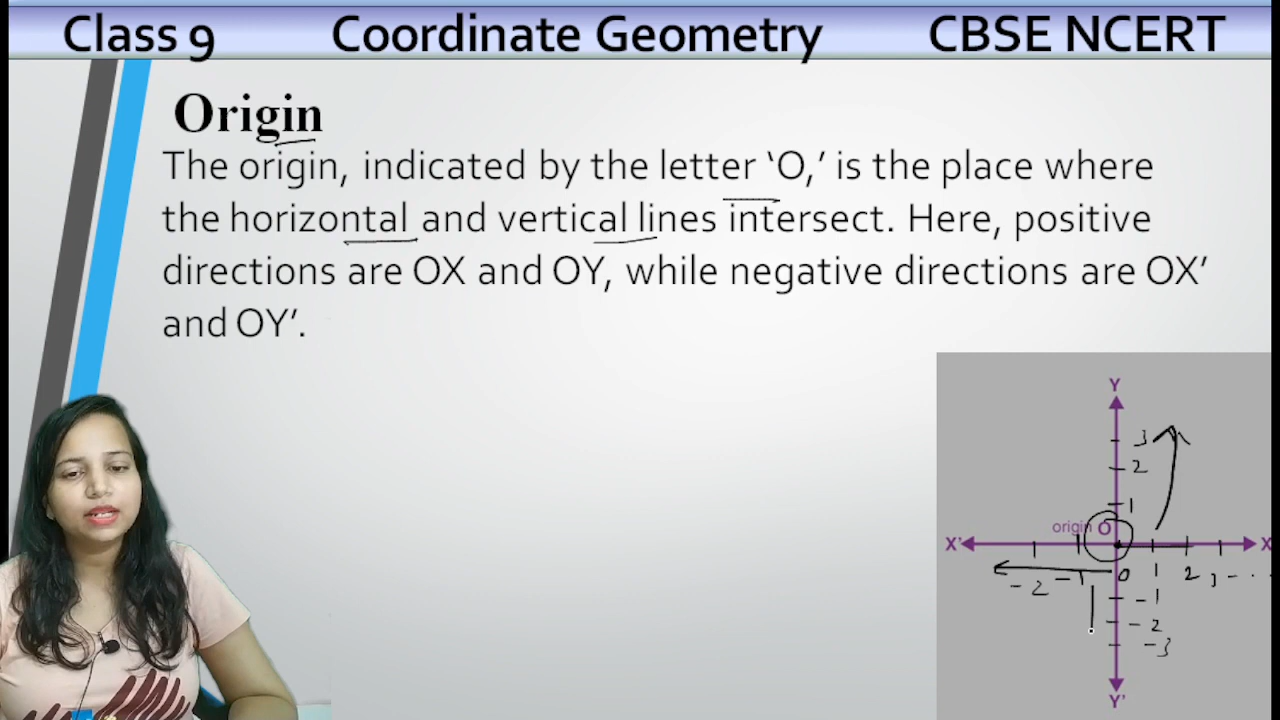 Class 9 Coordinate Geometry CBSE NCERT
Origin
The origin, indicated by the letter ‘O,’ is the place where
the horizontal and vertical lines intersect. Here, positive
directions are OX and OY, while negative directions are OX’
and OY’.
Y
3
2
1
origin O
X' X
-2 -1 0 1 2 3 - . . .
-1
-2
-3
Y'